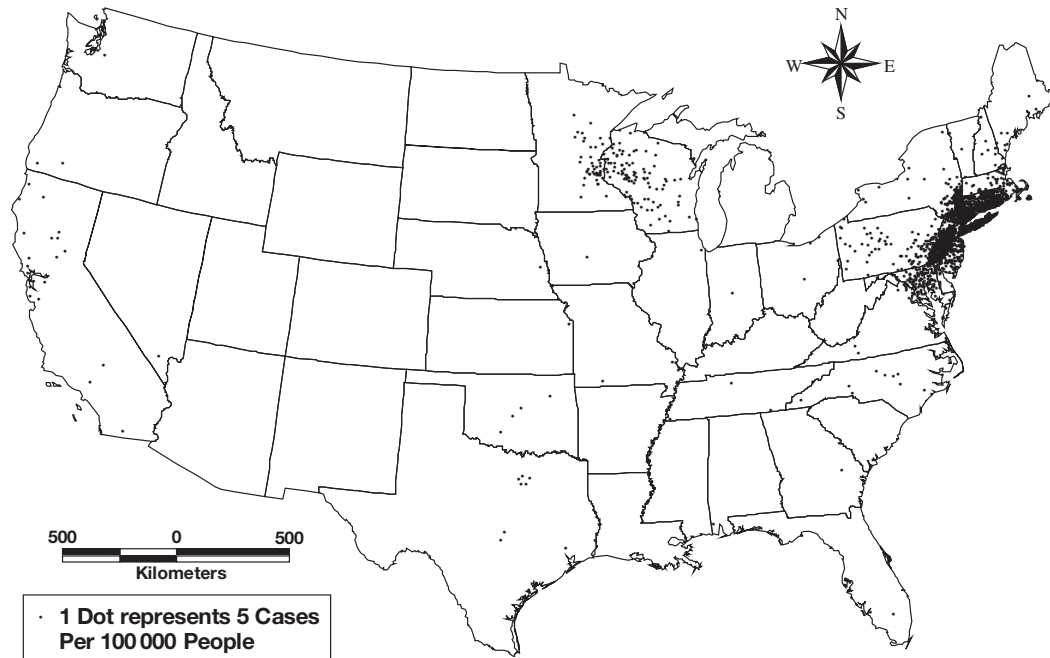 N
W E
S
500 0 500
Kilometers
· 1 Dot represents 5 Cases
Per 100 000 People